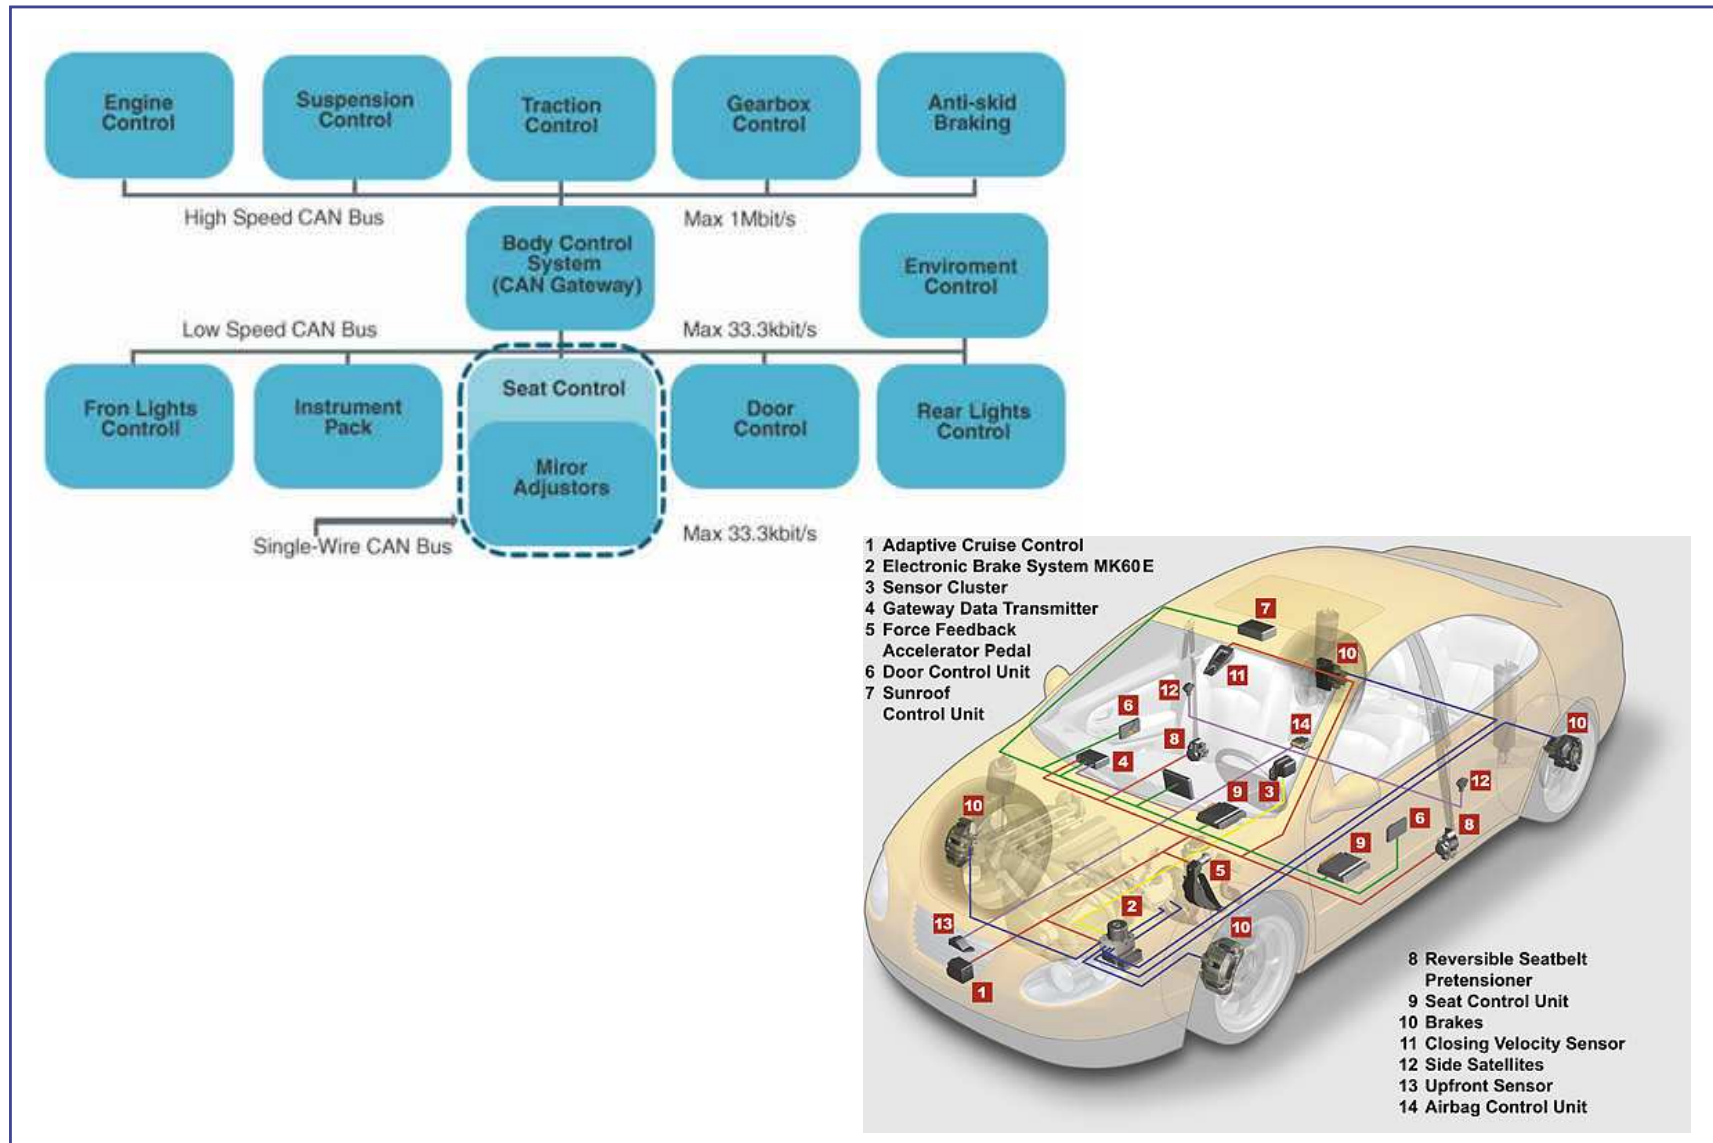 Engine
Control
Suspension
Control
Traction
Control
Gearbox
Control
Anti-skid
Braking
High Speed CAN Bus
Max 1Mbit/s
Body Control
System
(CAN Gateway)
Enviroment
Control
Low Speed CAN Bus
Max 33.3kbit/s
Fron Lights
Controll
Instrument
Pack
Seat Control
Miror
Adjustors
Door
Control
Rear Lights
Control
Single-Wire CAN Bus
Max 33.3kbit/s
1 Adaptive Cruise Control
2 Electronic Brake System MK60E
3 Sensor Cluster
4 Gateway Data Transmitter
5 Force Feedback
Accelerator Pedal
6 Door Control Unit
7 Sunroof
Control Unit
7
10
11
12
6
14
10
8
4
3
12
9
10
6
8
9
5
2
13
10
1
8 Reversible Seatbelt
Pretensioner
9 Seat Control Unit
10 Brakes
11 Closing Velocity Sensor
12 Side Satellites
13 Upfront Sensor
14 Airbag Control Unit